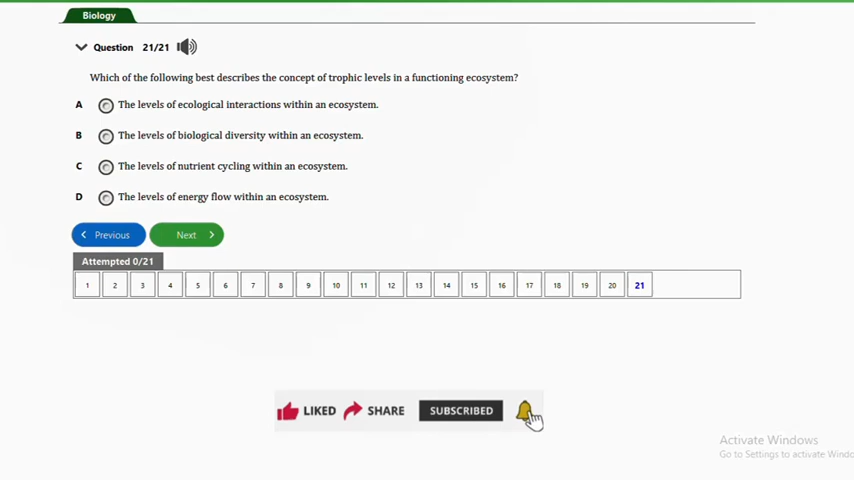 Biology
Question 21/21
Which of the following best describes the concept of trophic levels in a functioning ecosystem?
A The levels of ecological interactions within an ecosystem.
B The levels of biological diversity within an ecosystem.
C The levels of nutrient cycling within an ecosystem.
D The levels of energy flow within an ecosystem.
Previous Next
Attempted 0/21
1 2 3 4 5 6 7 8 9 10 11 12 13 14 15 16 17 18 19 20 21
LIKED SHARE SUBSCRIBED
Activate Windows
Go to Settings to activate Windo